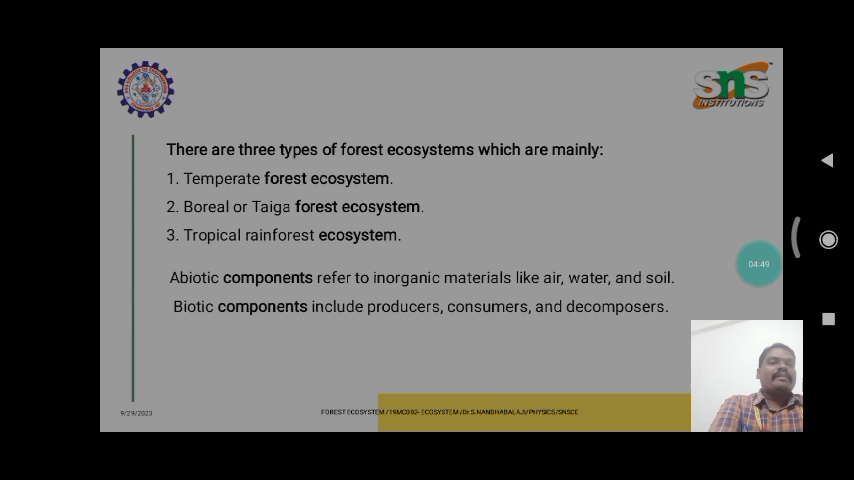 SNS
INSTITUTIONS
There are three types of forest ecosystems which are mainly:
1. Temperate forest ecosystem.
2. Boreal or Taiga forest ecosystem.
3. Tropical rainforest ecosystem.
04:49
Abiotic components refer to inorganic materials like air, water, and soil.
Biotic components include producers, consumers, and decomposers.
9/29/2023
FOREST ECOSYSTEM /19MC002- ECOSYSTEM /Dr.S.NANDHABALAJI/PHYSICS/SNSCE